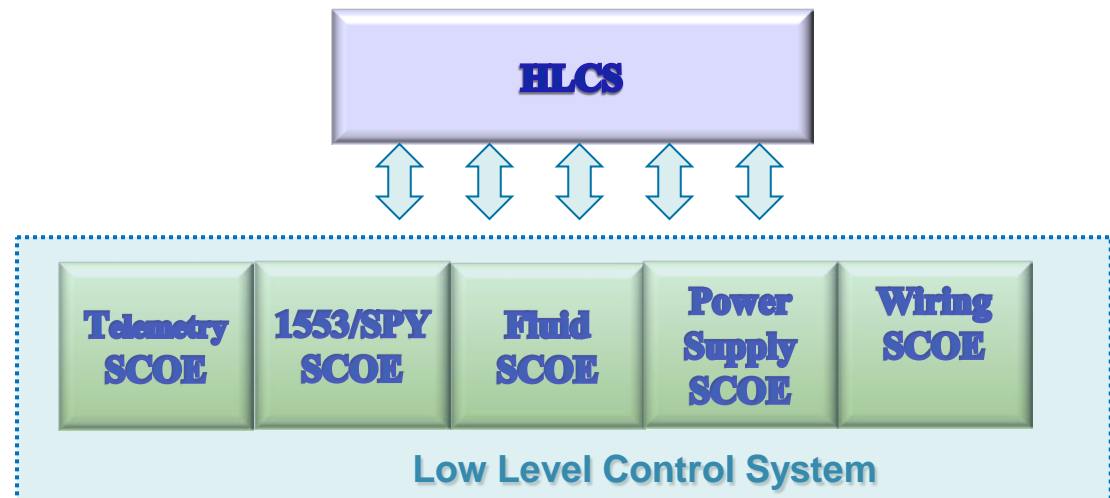 HLCS
Telemetry
SCOE
1553/SPY
SCOE
Fluid
SCOE
Power
Supply
SCOE
Wiring
SCOE
Low Level Control System